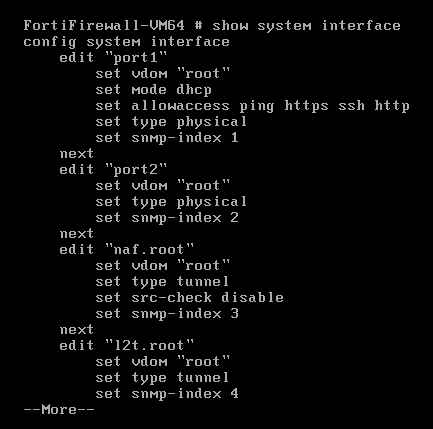 FortiFirewall-VM64 # show system interface
config system interface
    edit "port1"
        set vdom "root"
        set mode dhcp
        set allowaccess ping https ssh http
        set type physical
        set snmp-index 1
    next
    edit "port2"
        set vdom "root"
        set type physical
        set snmp-index 2
    next
    edit "naf.root"
        set vdom "root"
        set type tunnel
        set src-check disable
        set snmp-index 3
    next
    edit "l2t.root"
        set vdom "root"
        set type tunnel
        set snmp-index 4
--More--